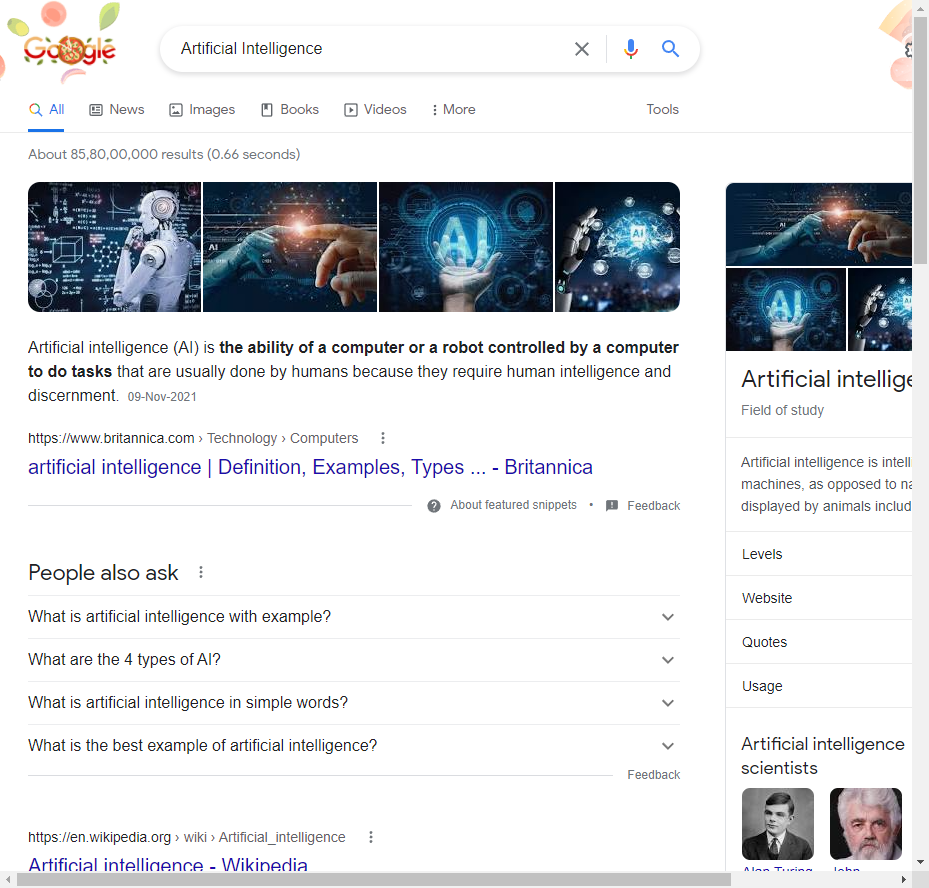 Google
Artificial Intelligence
All
News
Images
Books
Videos
More
Tools
About 85,80,00,000 results (0.66 seconds)
AI
AI
AI
Artificial intelligence (AI) is the ability of a computer or a robot controlled by a computer
to do tasks that are usually done by humans because they require human intelligence and
discernment. 09-Nov-2021
https://www.britannica.com › Technology › Computers
artificial intelligence | Definition, Examples, Types ... - Britannica
About featured snippets • Feedback
People also ask
What is artificial intelligence with example?
What are the 4 types of AI?
What is artificial intelligence in simple words?
What is the best example of artificial intelligence?
Feedback
https://en.wikipedia.org › wiki › Artificial_intelligence
Artificial intelligence - Wikipedia
AI
AI
AI
Artificial intellige
Field of study
Artificial intelligence is intell
machines, as opposed to na
displayed by animals includ
Levels
Website
Quotes
Usage
Artificial intelligence
scientists
Alan Turing
John